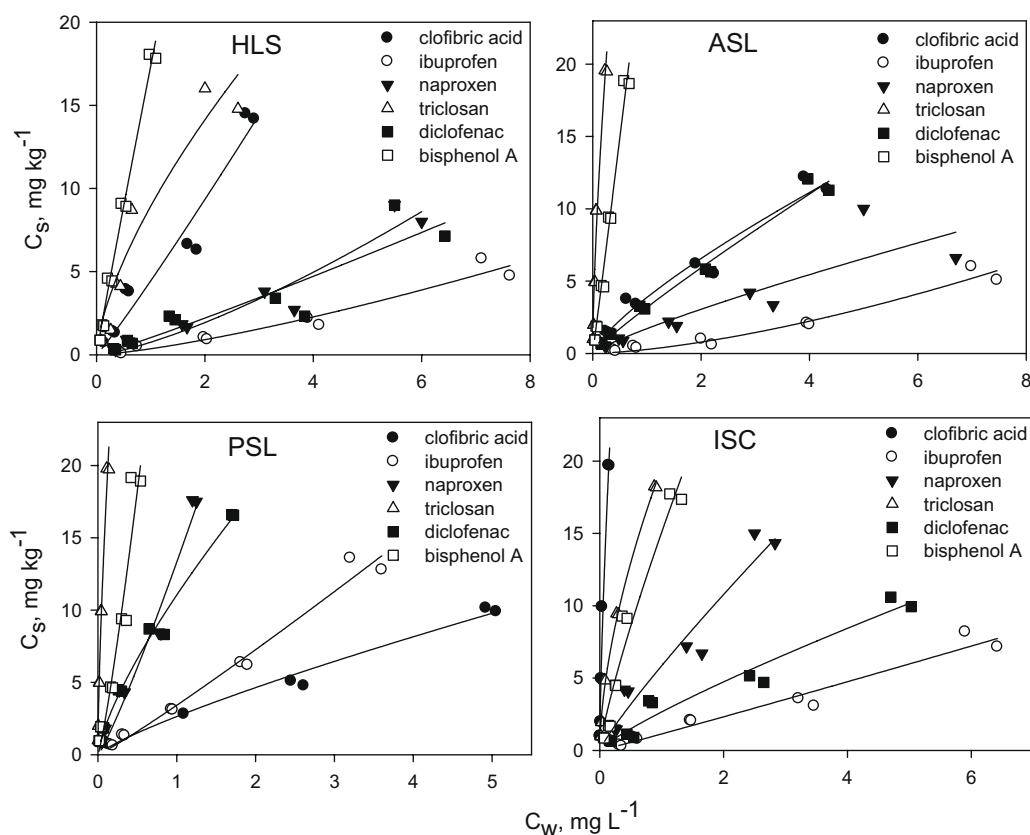 HLS
clofibric acid
ibuprofen
naproxen
triclosan
diclofenac
bisphenol A
20
15
10
5
0
0 2 4 6 8
C_S, mg kg⁻¹
ASL
clofibric acid
ibuprofen
naproxen
triclosan
diclofenac
bisphenol A
20
15
10
5
0
0 2 4 6 8
PSL
clofibric acid
ibuprofen
naproxen
triclosan
diclofenac
bisphenol A
20
15
10
5
0
0 1 2 3 4 5
C_S, mg kg⁻¹
ISC
clofibric acid
ibuprofen
naproxen
triclosan
diclofenac
bisphenol A
20
15
10
5
0
0 2 4 6
C_W, mg L⁻¹